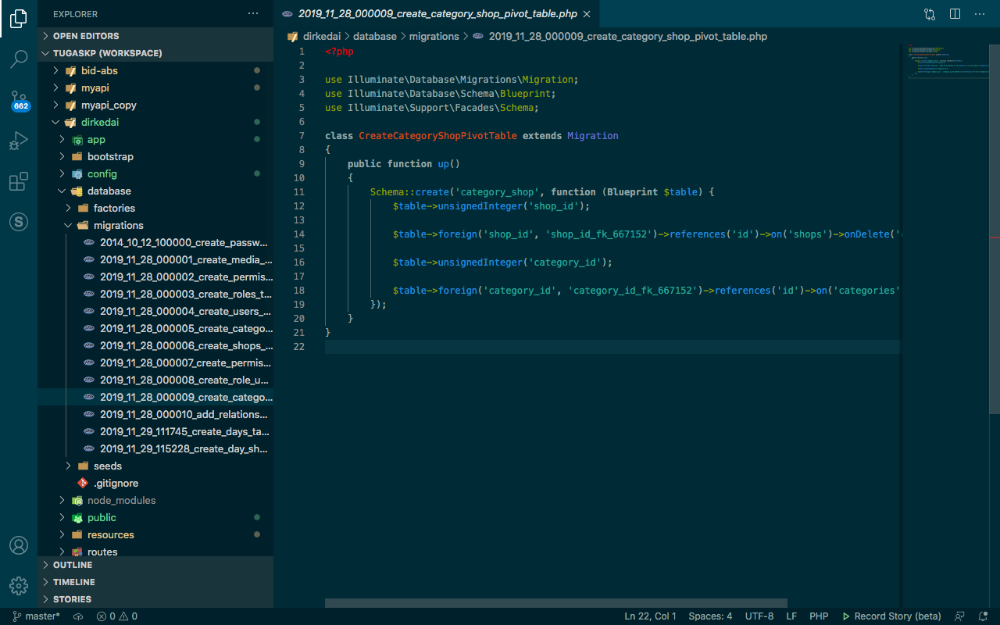 EXPLORER
OPEN EDITORS
TUGASKP (WORKSPACE)
bid-abs
myapi
myapi_copy
dirkedai
app
bootstrap
config
database
factories
migrations
2014_10_12_100000_create_passw...
2019_11_28_000001_create_media_...
2019_11_28_000002_create_permis...
2019_11_28_000003_create_roles_t...
2019_11_28_000004_create_users_...
2019_11_28_000005_create_catego...
2019_11_28_000006_create_shops_...
2019_11_28_000007_create_permis...
2019_11_28_000008_create_role_u...
2019_11_28_000009_create_catego...
2019_11_28_000010_add_relations...
2019_11_29_111745_create_days_ta...
2019_11_29_115228_create_day_sh...
seeds
.gitignore
node_modules
public
resources
routes
OUTLINE
TIMELINE
STORIES
662
S
2019_11_28_000009_create_category_shop_pivot_table.php
dirkedai > database > migrations > 2019_11_28_000009_create_category_shop_pivot_table.php
1 <?php
2
3 use Illuminate\Database\Migrations\Migration;
4 use Illuminate\Database\Schema\Blueprint;
5 use Illuminate\Support\Facades\Schema;
6
7 class CreateCategoryShopPivotTable extends Migration
8 {
9 public function up()
10 {
11 Schema::create('category_shop', function (Blueprint $table) {
12 $table->unsignedInteger('shop_id');
13
14 $table->foreign('shop_id', 'shop_id_fk_667152')->references('id')->on('shops')->onDelete('
15
16 $table->unsignedInteger('category_id');
17
18 $table->foreign('category_id', 'category_id_fk_667152')->references('id')->on('categories'
19 });
20 }
21 }
22
master* 0 0 Ln 22, Col 1 Spaces: 4 UTF-8 LF PHP Record Story (beta)